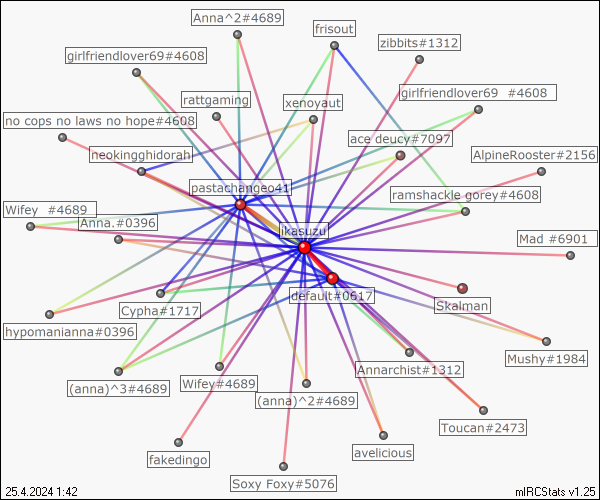 Anna^2#4689
frisout
zibbits#1312
girlfriendlover69#4608
girlfriendlover69 #4608
rattgaming
xenoyaut
no cops no laws no hope#4608
ace deucy#7097
neokingghidorah
AlpineRooster#2156
pastachangeo41
ramshackle gorey#4608
Wifey #4689
Anna.#0396
ikasuzu
Mad #6901
default#0617
Skalman
Cypha#1717
hypomanianna#0396
Mushy#1984
Annarchist#1312
(anna)^3#4689
Wifey#4689
(anna)^2#4689
Toucan#2473
avelicious
fakedingo
Soxy Foxy#5076
25.4.2024 1:42
mIRCStats v1.25